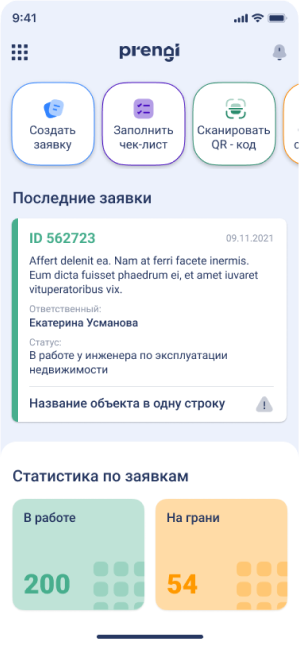 9:41
prengi
Создать
заявку
Заполнить
чек-лист
Сканировать
QR - код
Последние заявки
ID 562723
09.11.2021
Affert delenit ea. Nam at ferri facete inermis.
Eum dicta fuisset phaedrum ei, et amet iuvaret
vituperatoribus vix.
Ответственный:
Екатерина Усманова
Статус:
В работе у инженера по эксплуатации
недвижимости
Название объекта в одну строку
Статистика по заявкам
В работе
200
На грани
54